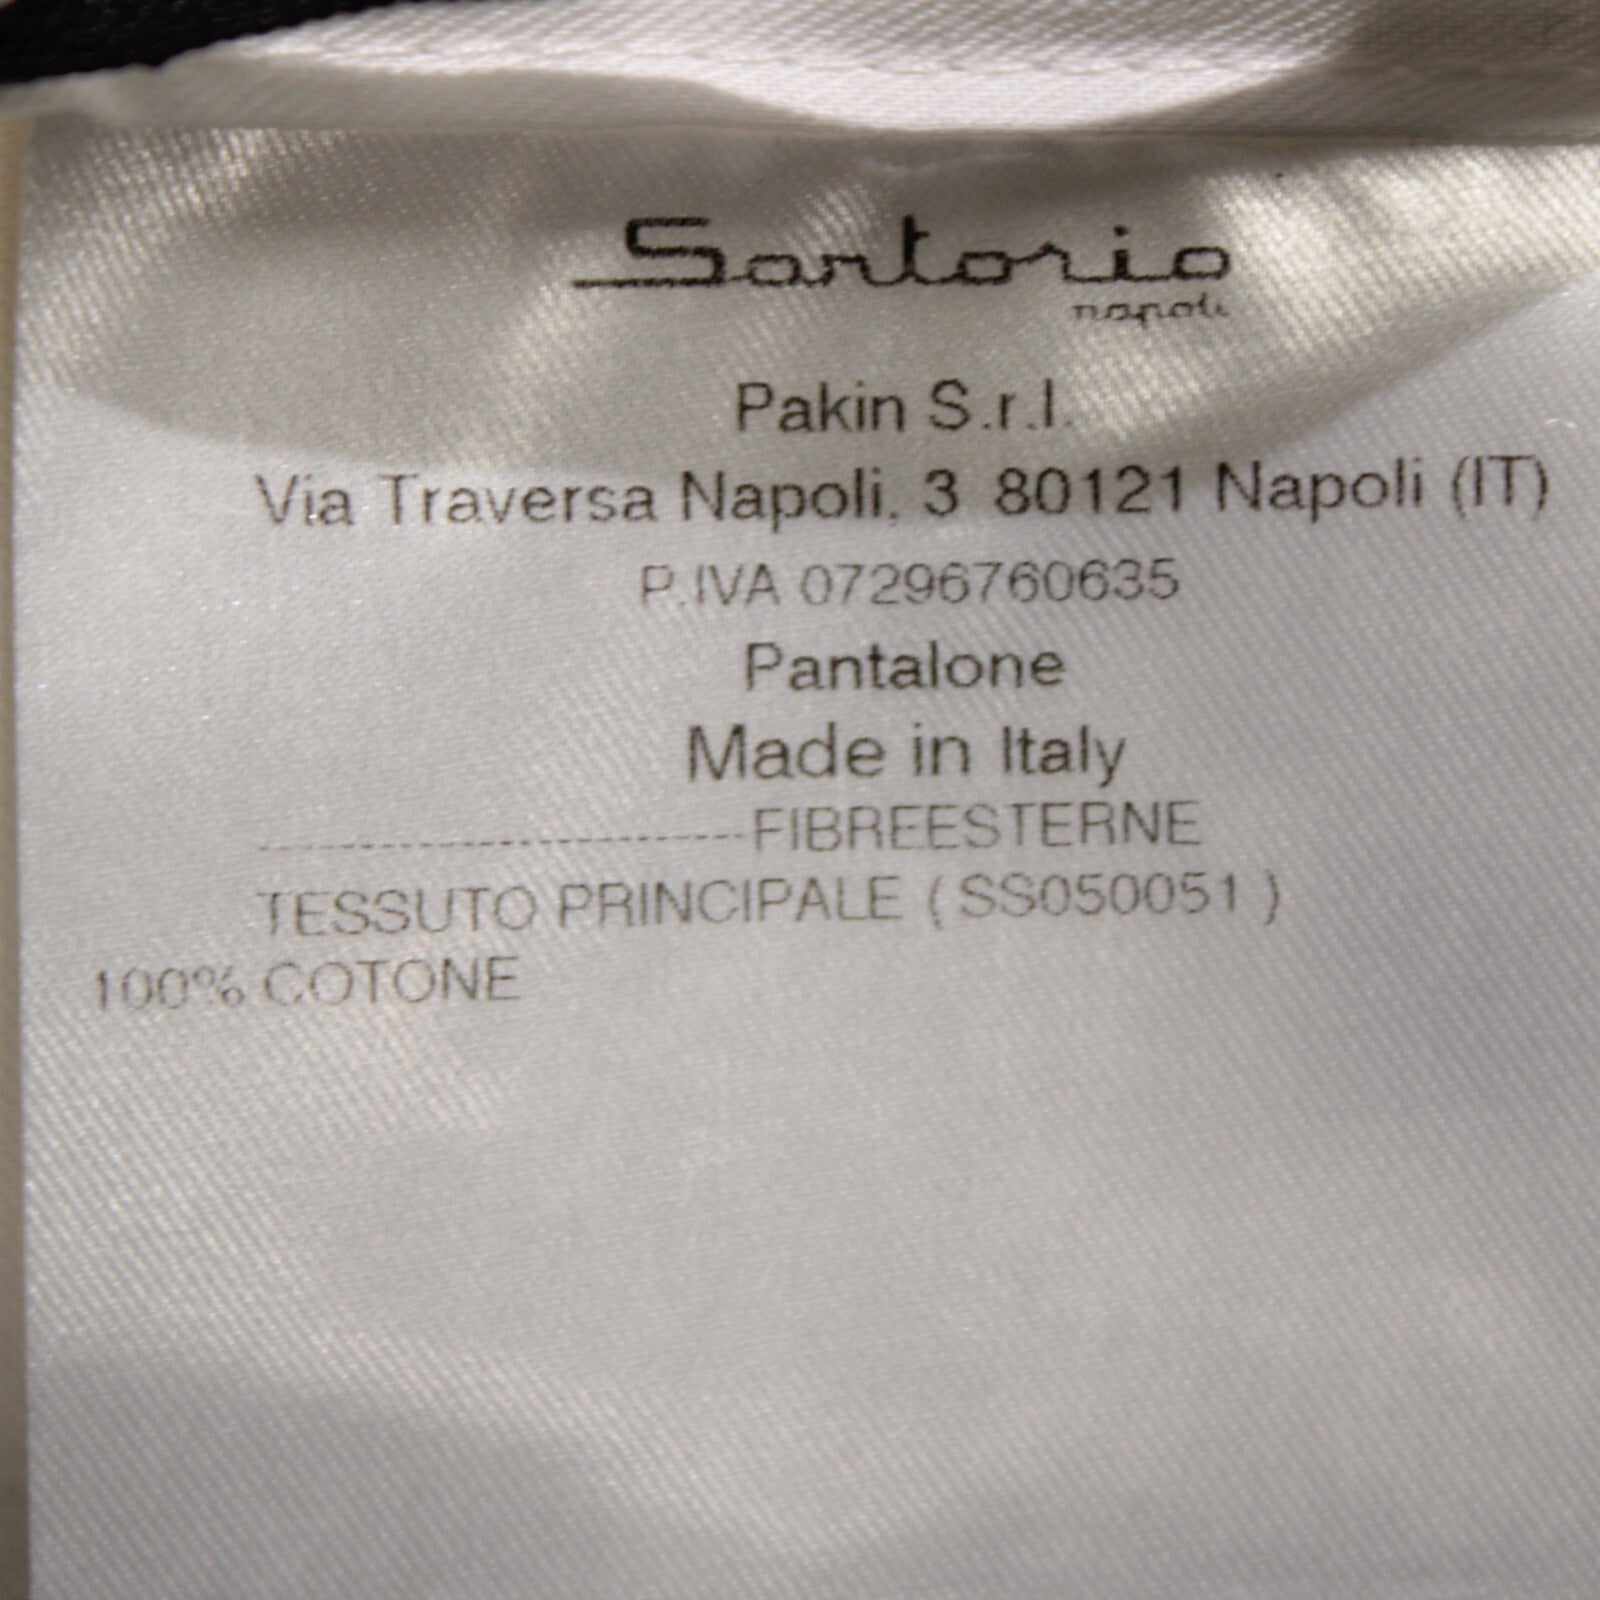 Sartorio
napoli
Pakin S.r.l.
Via Traversa Napoli, 3 80121 Napoli (IT)
P.IVA 07296760635
Pantalone
Made in Italy
------------------------FIBREESTERNE
TESSUTO PRINCIPALE ( SS050051 )
100% COTONE